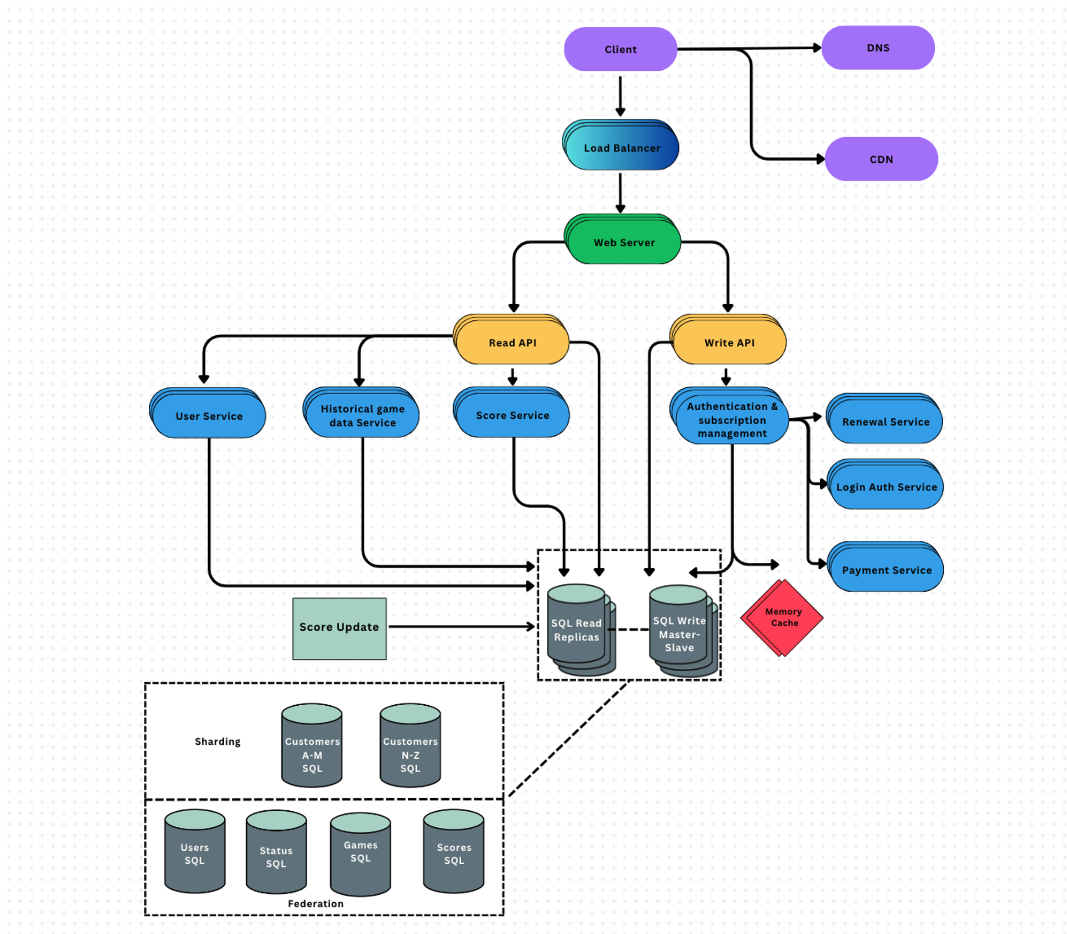 Client
DNS
Load Balancer
CDN
Web Server
Read API
Write API
User Service
Historical game
data Service
Score Service
Authentication &
subscription
management
Renewal Service
Login Auth Service
Payment Service
Score Update
SQL Read
Replicas
SQL Write
Master-
Slave
Memory
Cache
Sharding
Customers
A-M
SQL
Customers
N-Z
SQL
Users
SQL
Status
SQL
Games
SQL
Scores
SQL
Federation